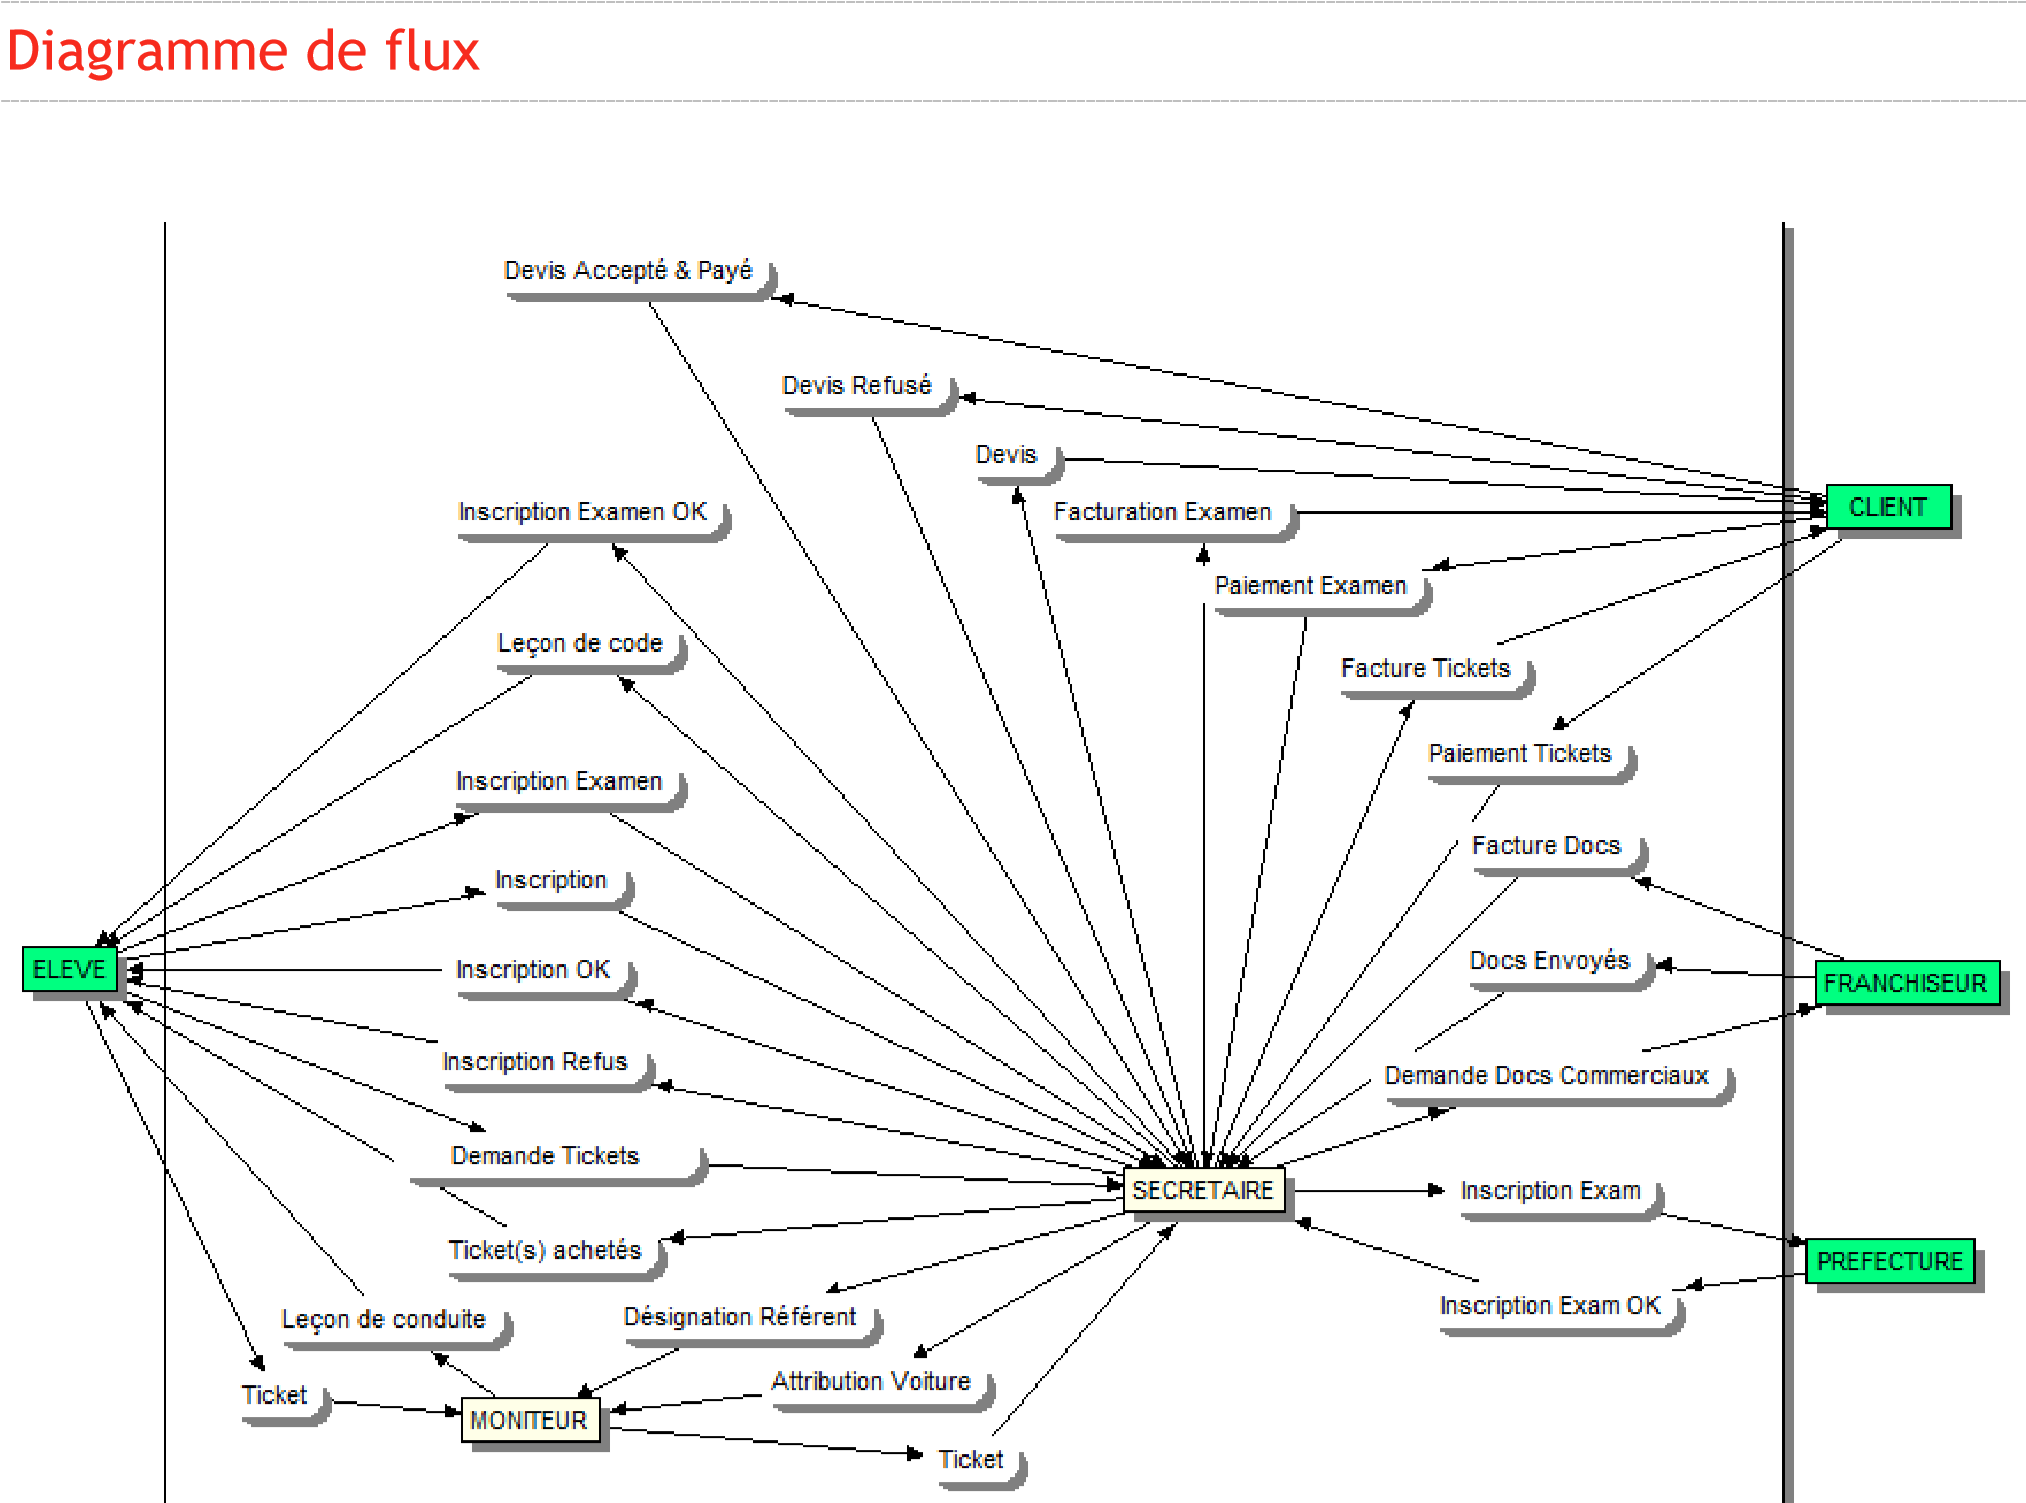 Diagramme de flux
Devis Accepté & Payé
Devis Refusé
Devis
CLIENT
Inscription Examen OK
Facturation Examen
Paiement Examen
Leçon de code
Facture Tickets
Paiement Tickets
Inscription Examen
Facture Docs
Inscription
Docs Envoyés
ELEVE
Inscription OK
FRANCHISEUR
Inscription Refus
Demande Docs Commerciaux
Demande Tickets
SECRETAIRE
Inscription Exam
Ticket(s) achetés
PREFECTURE
Inscription Exam OK
Leçon de conduite
Désignation Référent
Attribution Voiture
Ticket
MONITEUR
Ticket